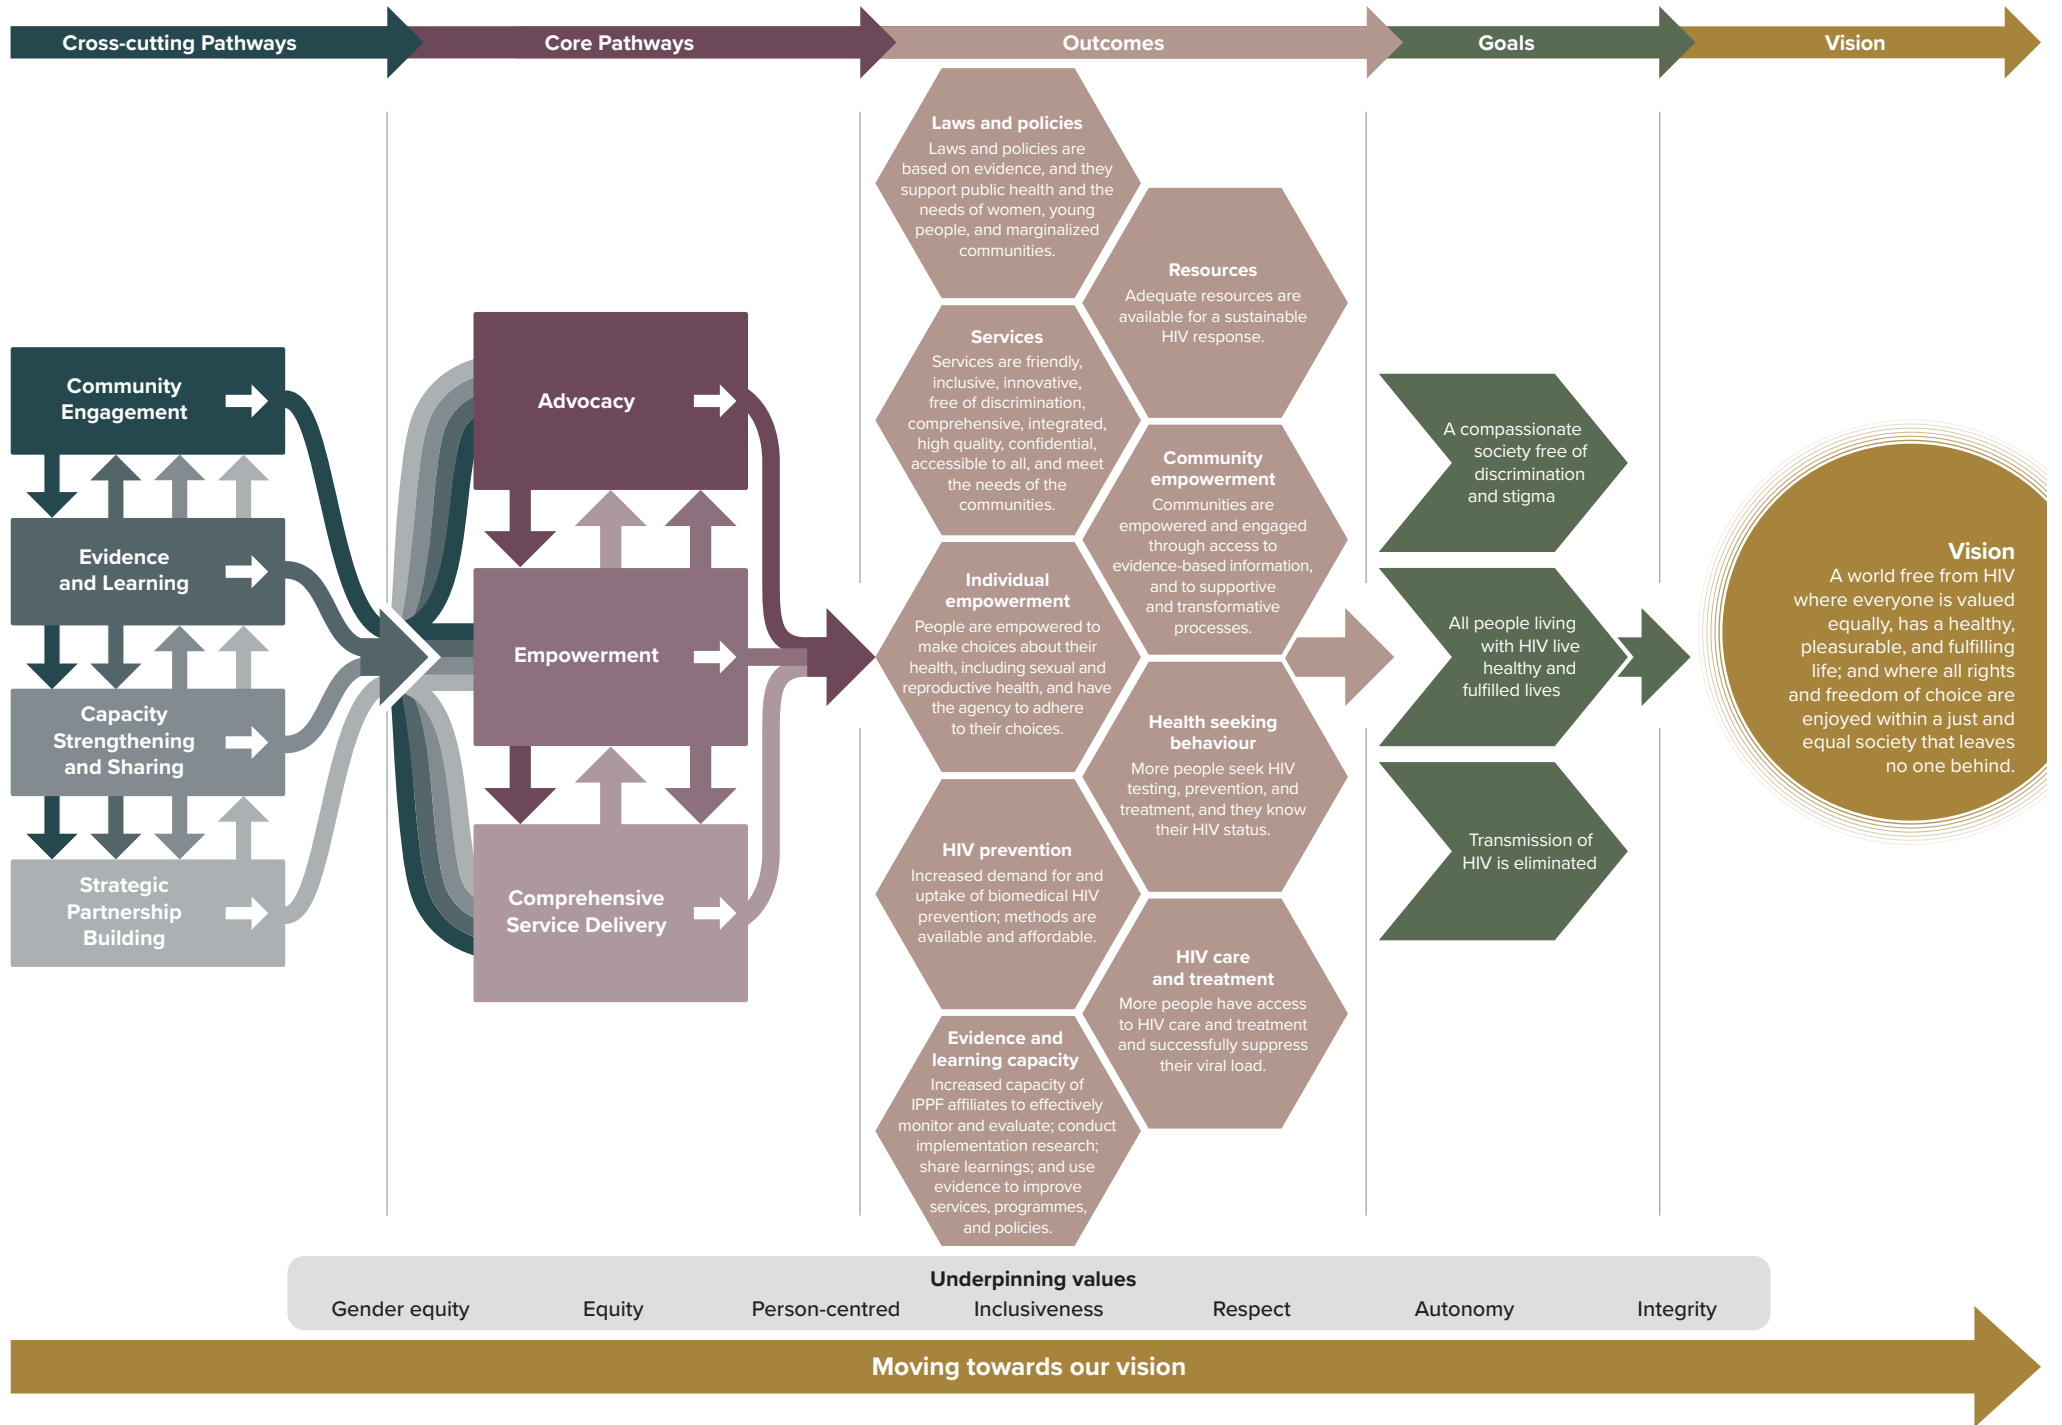 Cross-cutting Pathways
Core Pathways
Outcomes
Goals
Vision
Community
Engagement
Evidence
and Learning
Capacity
Strengthening
and Sharing
Strategic
Partnership
Building
Advocacy
Empowerment
Comprehensive
Service Delivery
Laws and policies
Laws and policies are
based on evidence, and they
support public health and the
needs of women, young
people, and marginalized
communities.
Resources
Adequate resources are
available for a sustainable
HIV response.
Services
Services are friendly,
inclusive, innovative,
free of discrimination,
comprehensive, integrated,
high quality, confidential,
accessible to all, and meet
the needs of the
communities.
Community
empowerment
Communities are
empowered and engaged
through access to
evidence-based information,
and to supportive
and transformative
processes.
Individual
empowerment
People are empowered to
make choices about their
health, including sexual and
reproductive health, and have
the agency to adhere
to their choices.
Health seeking
behaviour
More people seek HIV
testing, prevention, and
treatment, and they know
their HIV status.
HIV prevention
Increased demand for and
uptake of biomedical HIV
prevention; methods are
available and affordable.
HIV care
and treatment
More people have access
to HIV care and treatment
and successfully suppress
their viral load.
Evidence and
learning capacity
Increased capacity of
IPPF affiliates to effectively
monitor and evaluate; conduct
implementation research;
share learnings; and use
evidence to improve
services, programmes,
and policies.
A compassionate
society free of
discrimination
and stigma
All people living
with HIV live
healthy and
fulfilled lives
Transmission of
HIV is eliminated
Vision
A world free from HIV
where everyone is valued
equally, has a healthy,
pleasurable, and fulfilling
life; and where all rights
and freedom of choice are
enjoyed within a just and
equal society that leaves
no one behind.
Underpinning values
Gender equity
Equity
Person-centred
Inclusiveness
Respect
Autonomy
Integrity
Moving towards our vision